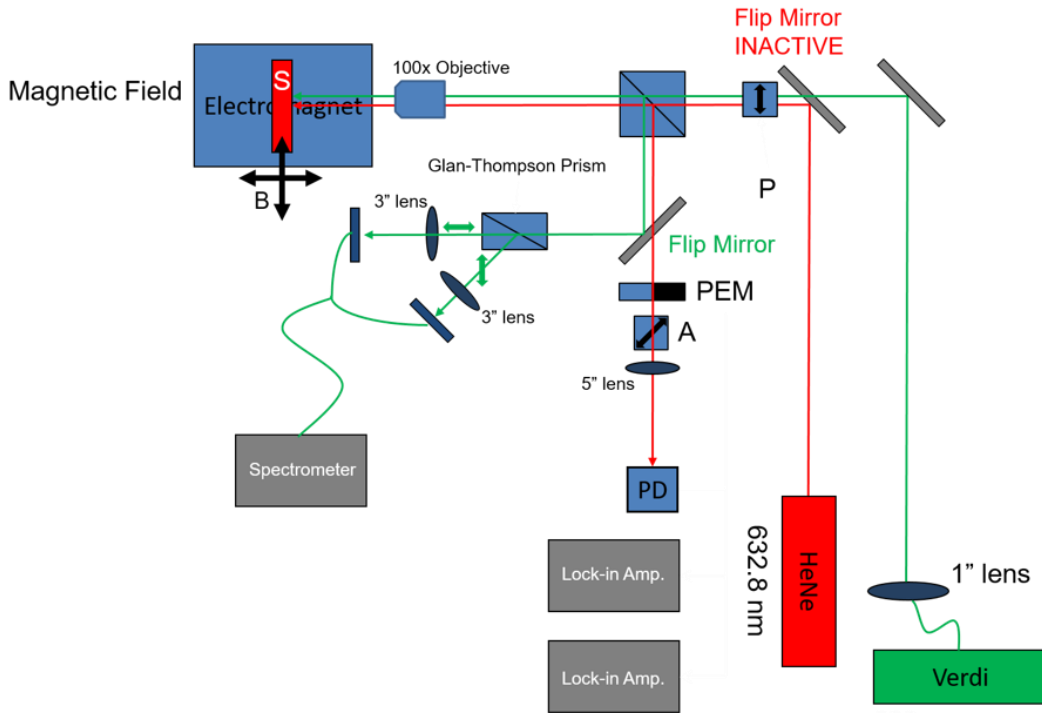 Flip Mirror
INACTIVE
100x Objective
S
Magnetic Field
Electromagnet
P
Glan-Thompson Prism
B
3” lens
Flip Mirror
3” lens
PEM
A
5” lens
Spectrometer
PD
632.8 nm
HeNe
Lock-in Amp.
1” lens
Lock-in Amp.
Verdi